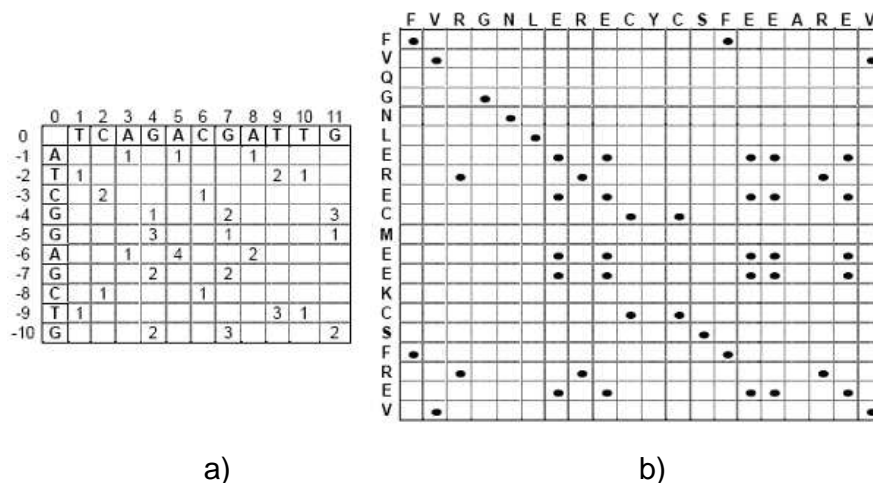 0 1 2 3 4 5 6 7 8 9 10 11
0 T C A G A C G A T T G
-1 A 1 1 1
-2 T 1 2 1
-3 C 2 1
-4 G 1 2 3
-5 G 3 1 1
-6 A 1 4 2
-7 G 2 2
-8 C 1 1
-9 T 1 3 1
-10 G 2 3 2
a)
F V R G N L E R E C Y C S F E E A R E V
F
V
Q
G
N
L
E
R
E
C
M
E
E
K
C
S
F
R
E
V
b)